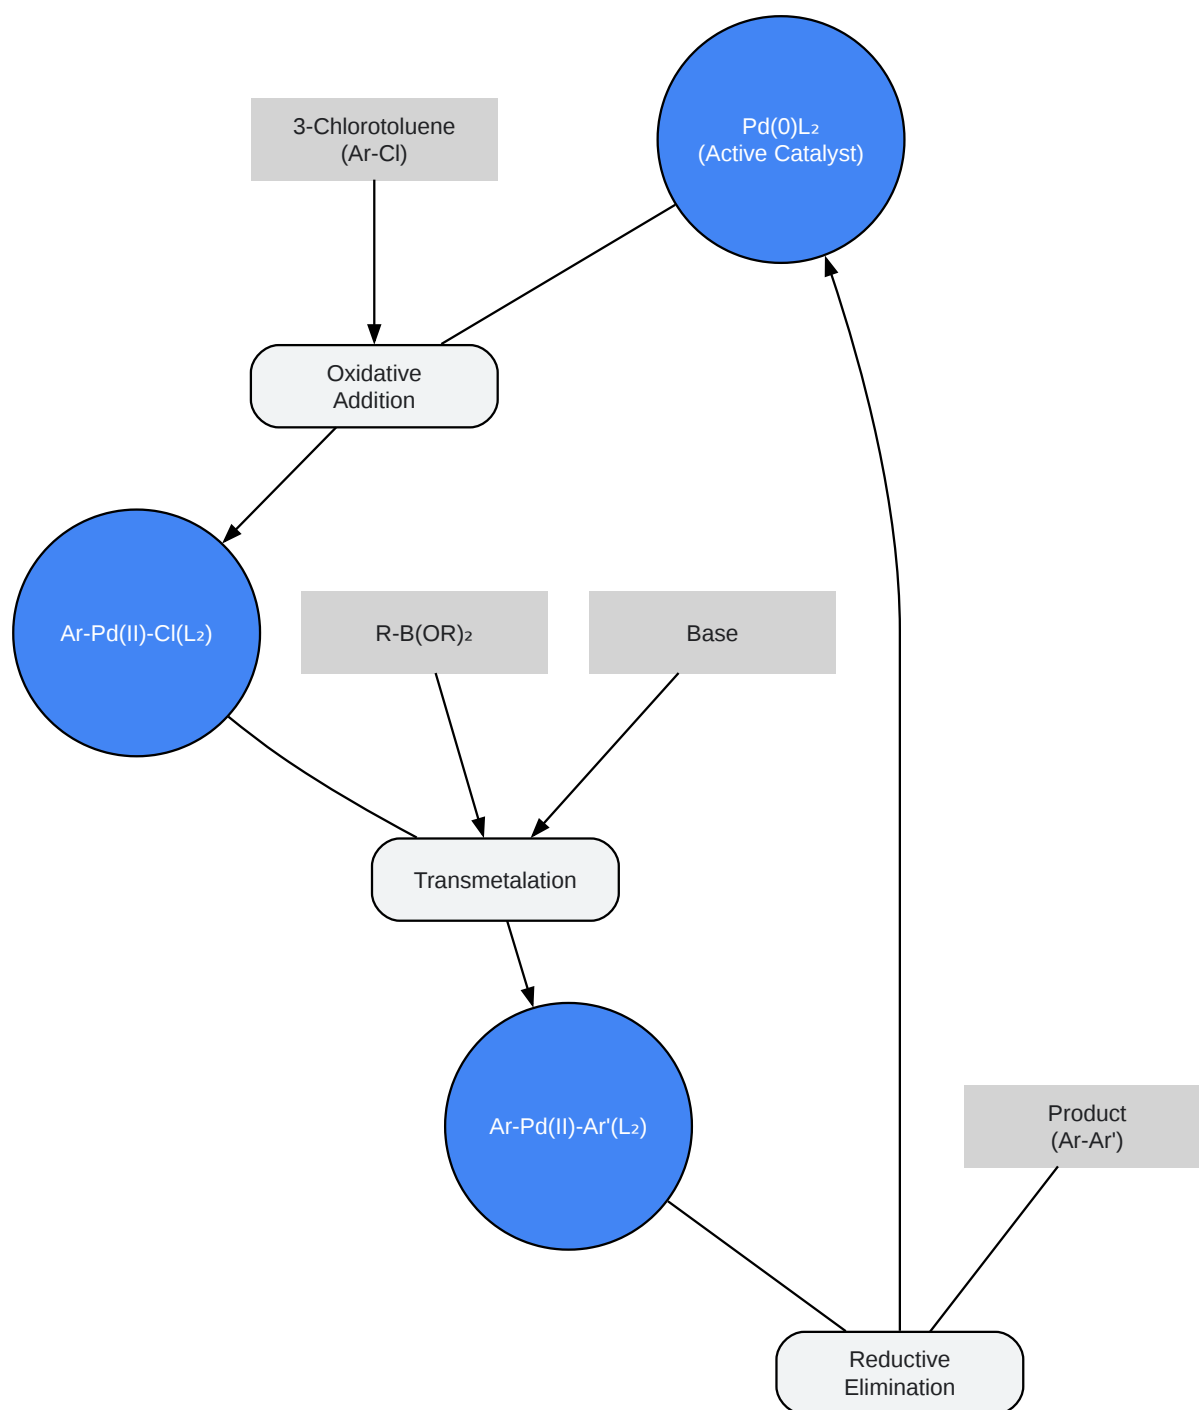 3-Chlorotoluene
(Ar-Cl)
Pd(0)L₂
(Active Catalyst)
Oxidative
Addition
Ar-Pd(II)-Cl(L₂)
R-B(OR)₂
Base
Transmetalation
Ar-Pd(II)-Ar'(L₂)
Product
(Ar-Ar')
Reductive
Elimination